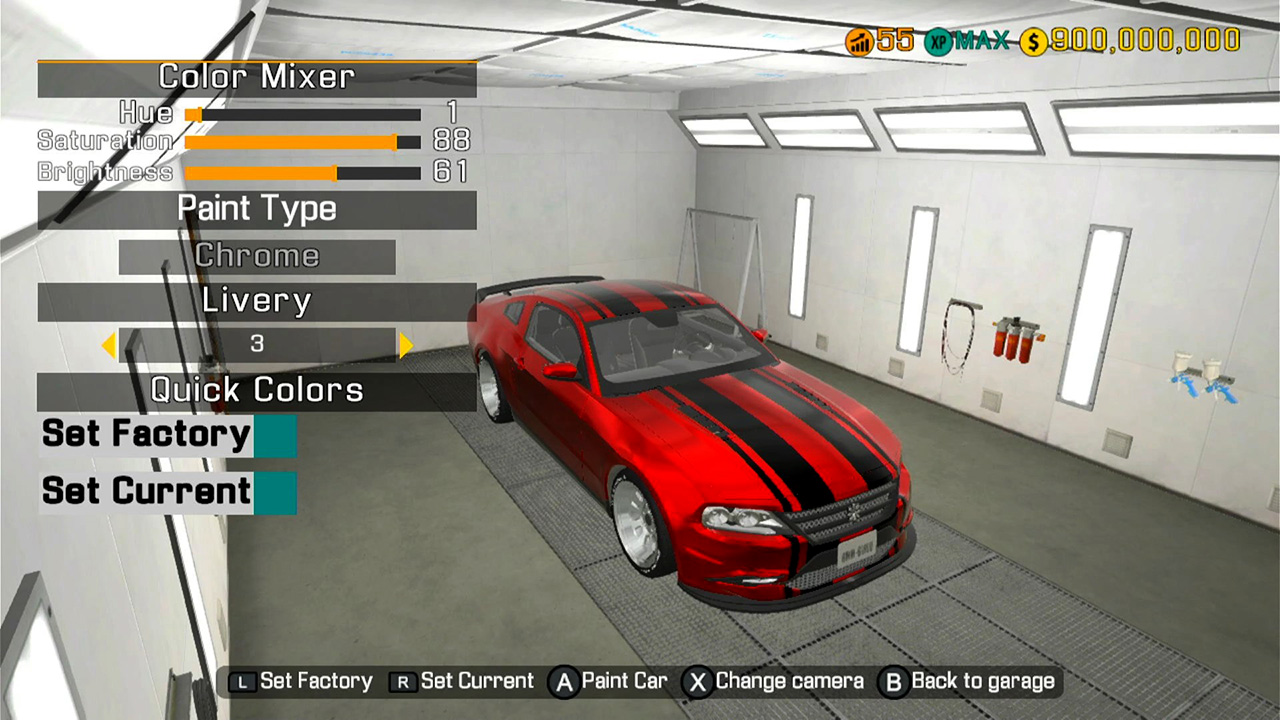 55 XP MAX $ 900,000,000
Color Mixer
Hue 1
Saturation 88
Brightness 61
Paint Type
Chrome
Livery
3
Quick Colors
Set Factory
Set Current
L Set Factory R Set Current A Paint Car X Change camera B Back to garage